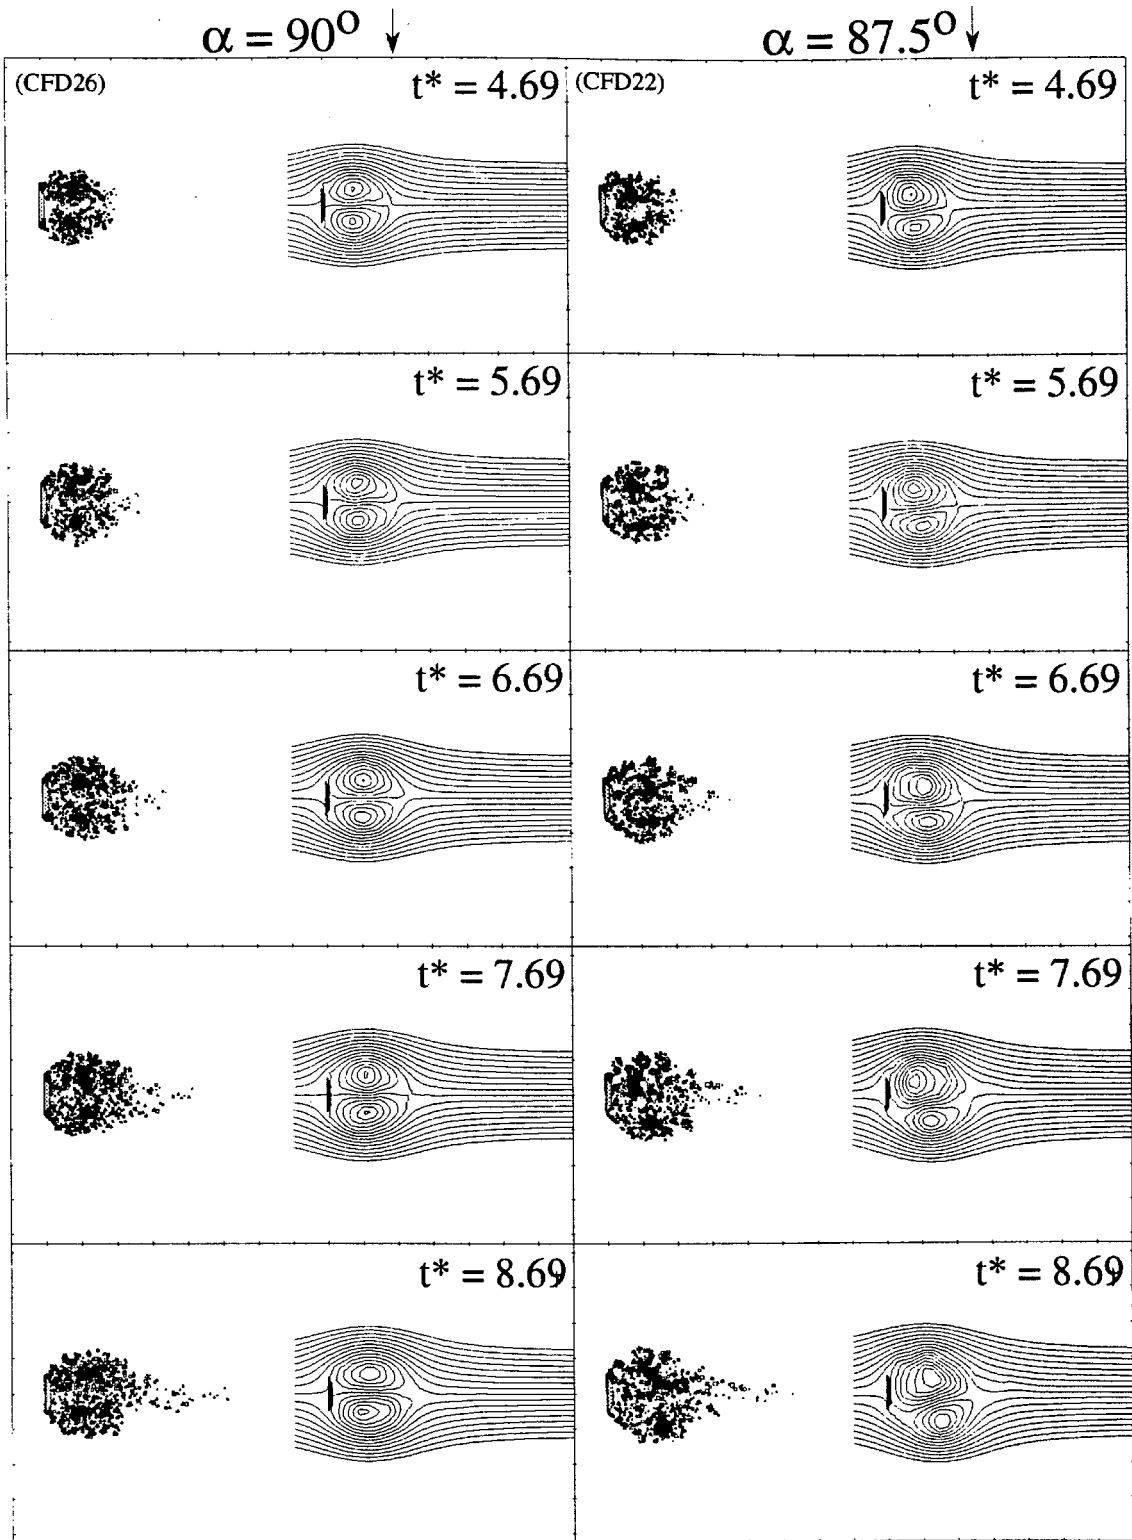 α = 90° ↓
α = 87.5° ↓
(CFD26)
t* = 4.69
(CFD22)
t* = 4.69
t* = 5.69
t* = 5.69
t* = 6.69
t* = 6.69
t* = 7.69
t* = 7.69
t* = 8.69
t* = 8.69